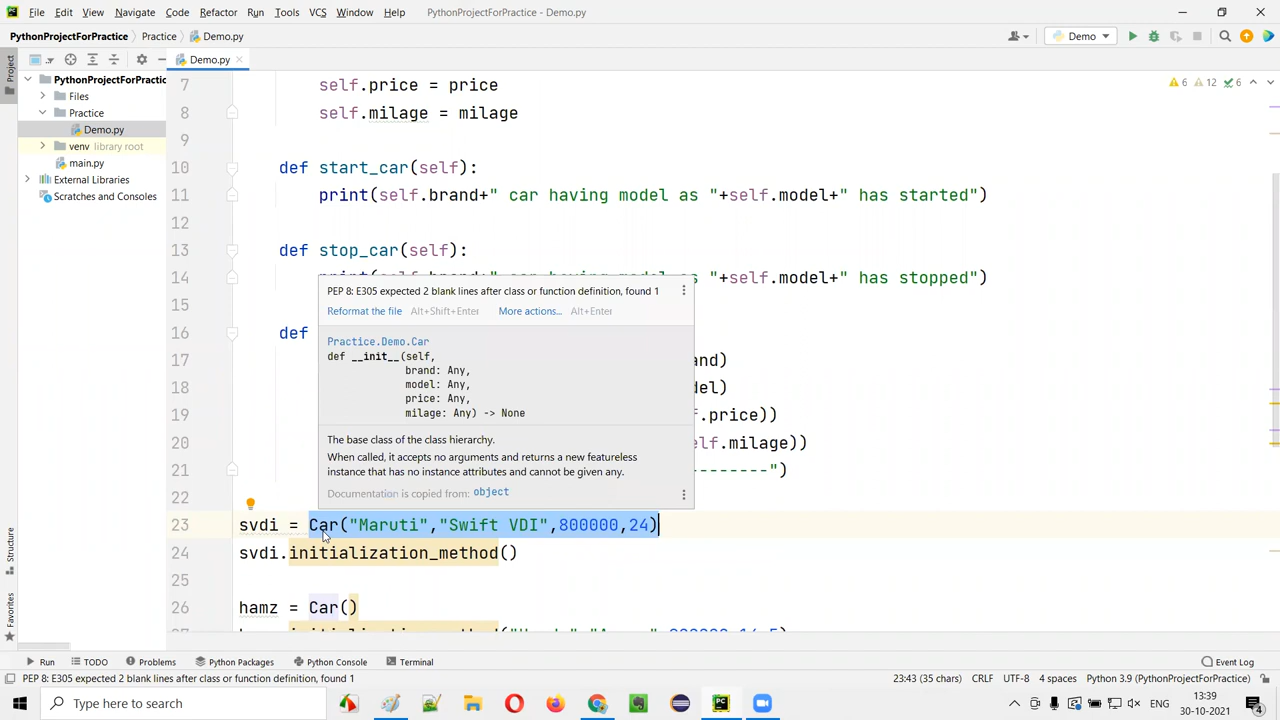 File Edit View Navigate Code Refactor Run Tools VCS Window Help PythonProjectForPractice - Demo.py
PythonProjectForPractice Practice Demo.py Demo
Project Demo.py
PythonProjectForPractic
Files
Practice
Demo.py
venv library root
main.py
External Libraries
Scratches and Consoles
6 12 6
7 self.price = price
8 self.milage = milage
9
10 def start_car(self):
11 print(self.brand+" car having model as "+self.model+" has started")
12
13 def stop_car(self):
14 print(self.brand+" car having model as "+self.model+" has stopped")
15
16 def
17 and)
18 del)
19 f.price))
20 elf.milage))
21 --------")
22
PEP 8: E305 expected 2 blank lines after class or function definition, found 1
Reformat the file Alt+Shift+Enter More actions... Alt+Enter
Practice.Demo.Car
def __init__(self,
brand: Any,
model: Any,
price: Any,
milage: Any) -> None
The base class of the class hierarchy.
When called, it accepts no arguments and returns a new featureless
instance that has no instance attributes and cannot be given any.
Documentation is copied from: object
23 svdi = Car("Maruti","Swift VDI",800000,24)
24 svdi.initialization_method()
25
26 hamz = Car()
Structure
Favorites
Run TODO Problems Python Packages Python Console Terminal Event Log
PEP 8: E305 expected 2 blank lines after class or function definition, found 1 23:43 (35 chars) CRLF UTF-8 4 spaces Python 3.9 (PythonProjectForPractice)
Type here to search ENG 13:39
30-10-2021 4